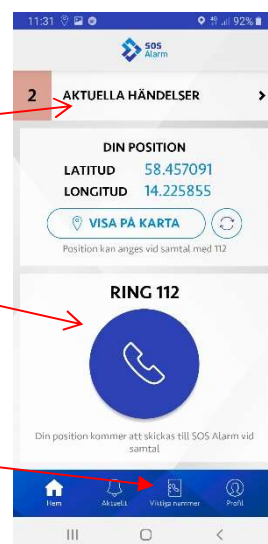 11:31 92%
SOS
Alarm
2 AKTUELLA HÄNDELSER
DIN POSITION
LATITUD 58.457091
LONGITUD 14.225855
VISA PÅ KARTA
Position kan anges vid samtal med 112
RING 112
Din position kommer att skickas till SOS Alarm vid
samtal
Hem Aktuellt Viktiga nummer Profil